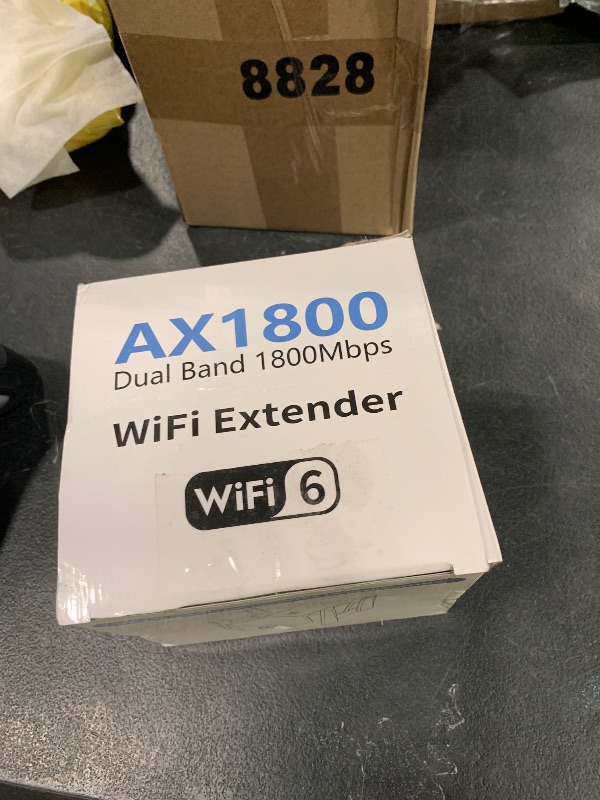 8828
AX1800
Dual Band 1800Mbps
WiFi Extender
WiFi 6